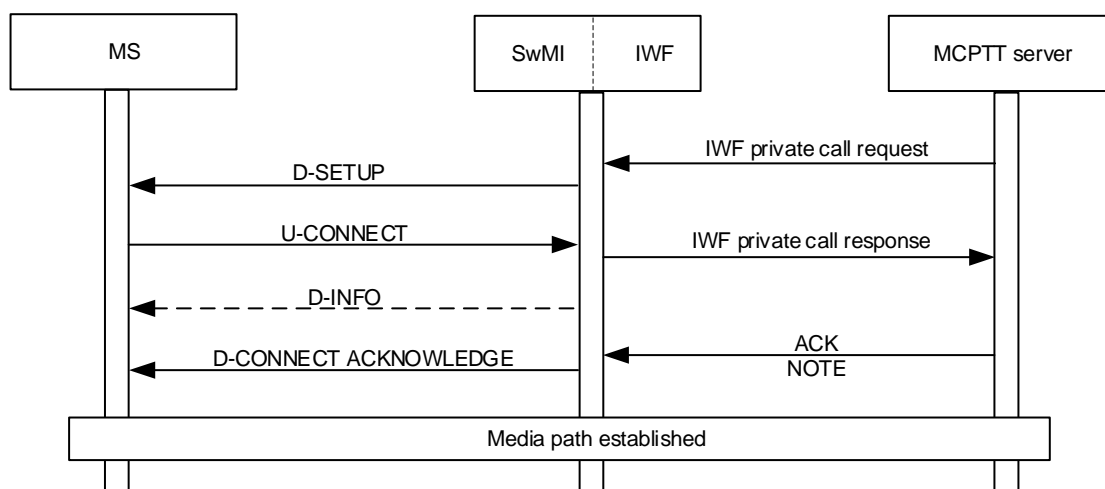 MS
SwMI
IWF
MCPTT server
IWF private call request
D-SETUP
U-CONNECT
IWF private call response
D-INFO
ACK
D-CONNECT ACKNOWLEDGE
NOTE
Media path established